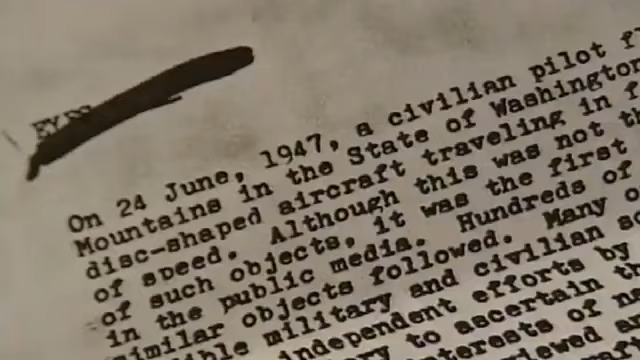 EYES
On 24 June, 1947, a civilian pilot
Mountains in the State of Washington
disc-shaped aircraft traveling in
of speed. Although this was not
of such objects, it was the first
in the public media. Hundreds of
similar objects followed. Many
military and civilian
independent efforts by
to ascertain